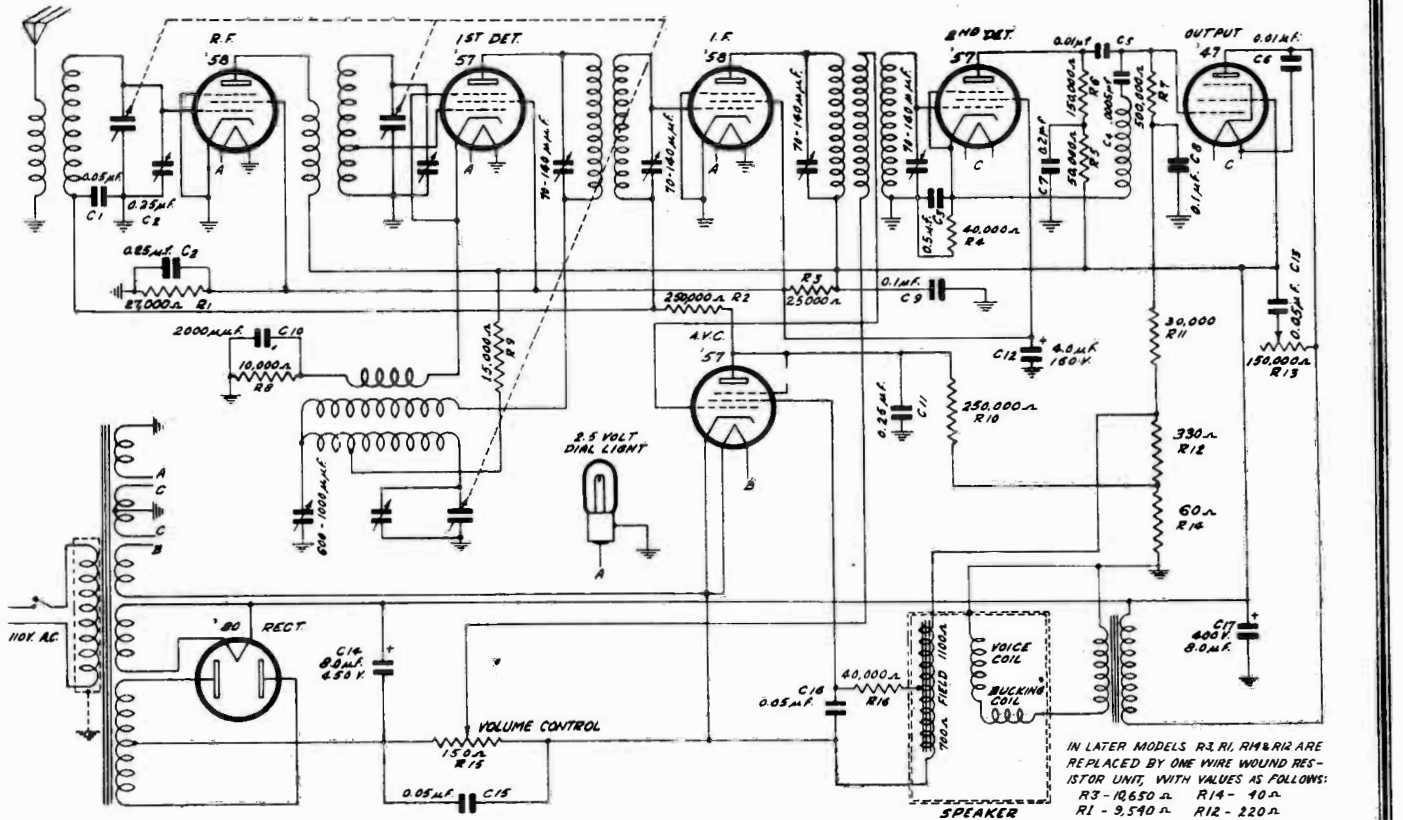 R.F.
'58
1ST DET.
'57
I.F.
'58
2ND DET.
'57
OUTPUT
'47
0.01µf
C5
0.01µF.
C6
150,000Ω
R6
.0005µF
C4
500,000Ω
R7
70-140µµF.
70-140µµF.
70-140µµF.
70-140µµF.
A
A
A
C
C
0.05µF.
C1
0.25µF.
C2
0.2µF
C7
50,000Ω
R5
0.1µF. C8
0.5µF.
C3
40,000Ω
R4
0.25µf. C2
27,000Ω R1
250,000Ω R2
R3
25000Ω
0.1µF.
C9
0.05µF. C13
150,000Ω
R13
2000µµF. C10
10,000Ω
R8
15,000Ω
R9
A.V.C.
'57
B
C12
4.0µF.
160 V.
30,000
R11
0.25µF.
C11
250,000Ω
R10
330Ω
R12
60Ω
R14
2.5 VOLT
DIAL LIGHT
A
600-1000µµF.
A
C
C
B
110V. A.C.
'80 RECT.
C14
8.0µF.
450 V.
VOLUME CONTROL
150Ω
R15
0.05µF. C15
C16
0.05µF.
40,000Ω
R16
700Ω FIELD 1100Ω
VOICE
COIL
BUCKING
COIL
SPEAKER
C17
400V.
8.0µF.
IN LATER MODELS R3, R1, R14 & R12 ARE
REPLACED BY ONE WIRE WOUND RES-
ISTOR UNIT, WITH VALUES AS FOLLOWS:
R3 - 10,650Ω R14 - 40Ω
R1 - 9,540Ω R12 - 220Ω